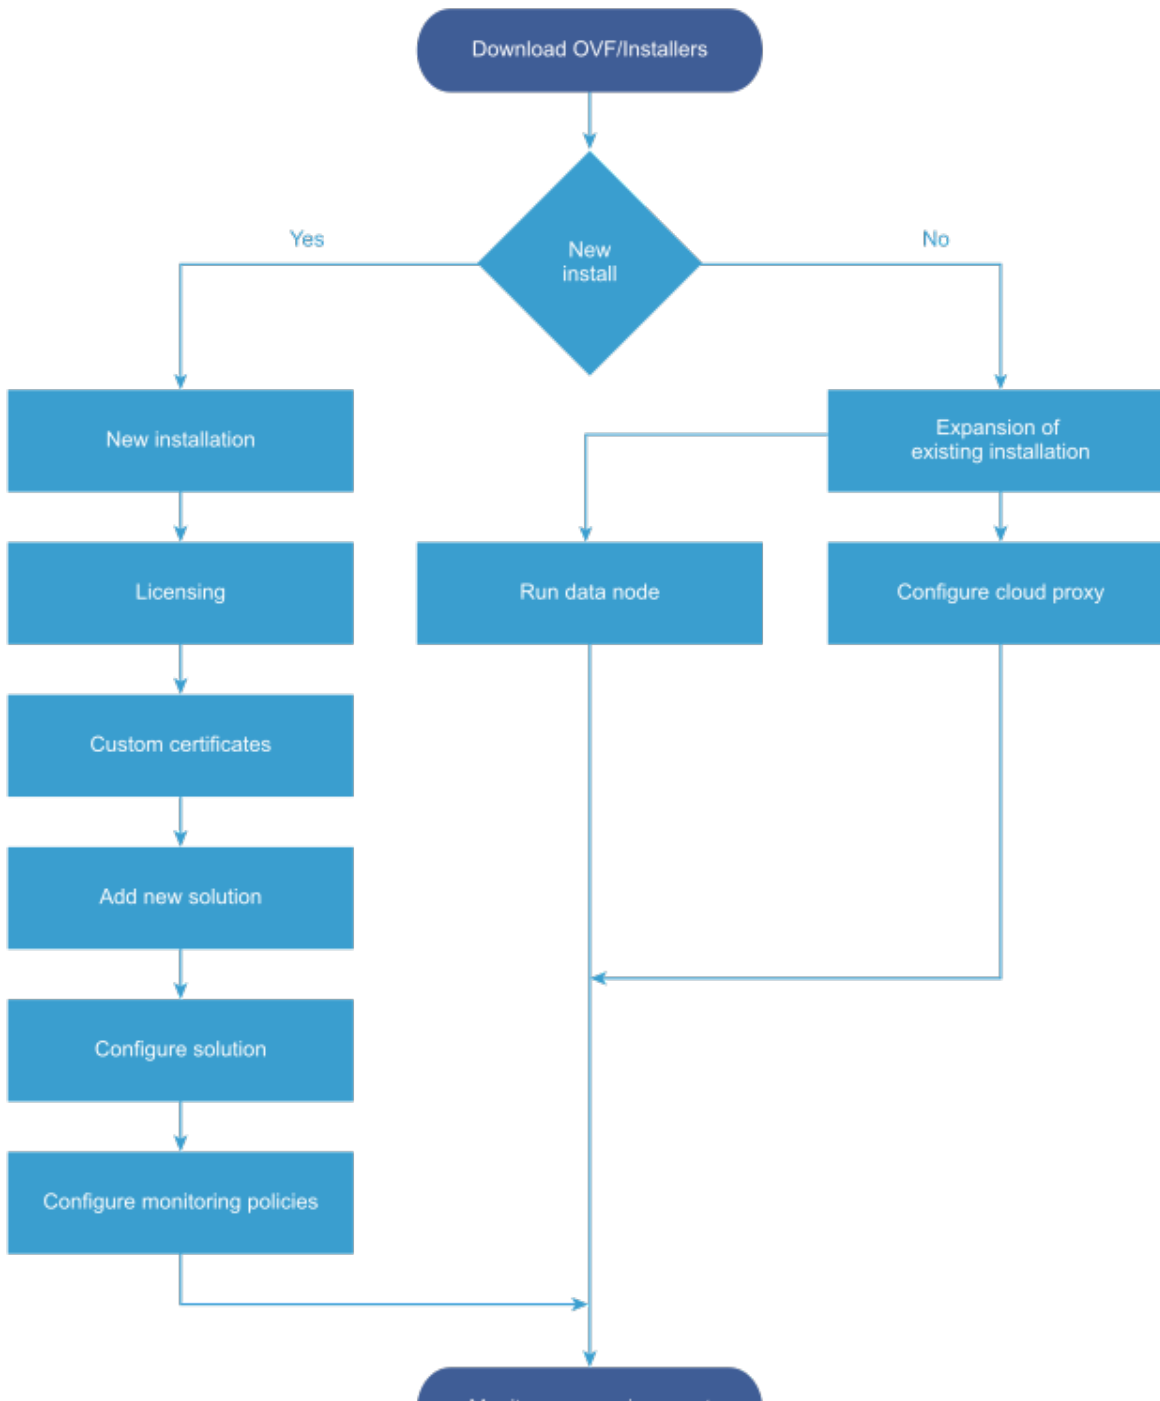 Download OVF/Installers
New
install
Yes
No
New installation
Expansion of
existing installation
Licensing
Run data node
Configure cloud proxy
Custom certificates
Add new solution
Configure solution
Configure monitoring policies